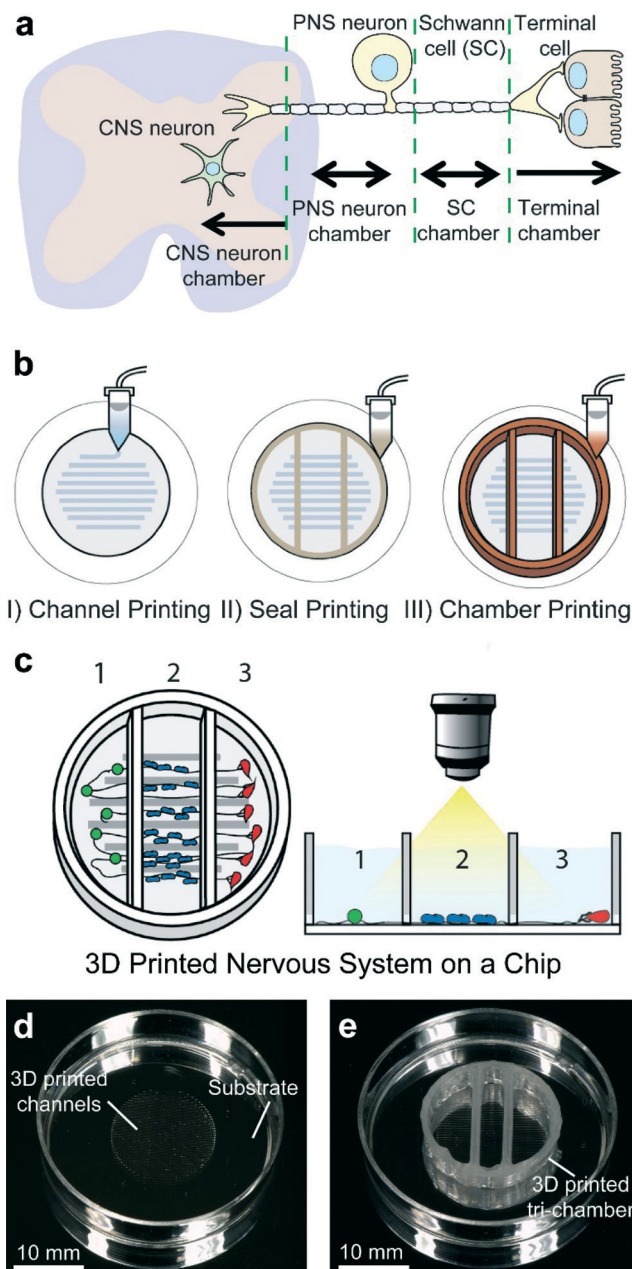 a
PNS neuron
Schwann
cell (SC)
Terminal
cell
CNS neuron
PNS neuron
chamber
SC
chamber
Terminal
chamber
CNS neuron
chamber
b
I) Channel Printing
II) Seal Printing
III) Chamber Printing
c
1
2
3
1
2
3
3D Printed Nervous System on a Chip
d
3D printed
channels
Substrate
10 mm
e
3D printed
tri-chamber
10 mm